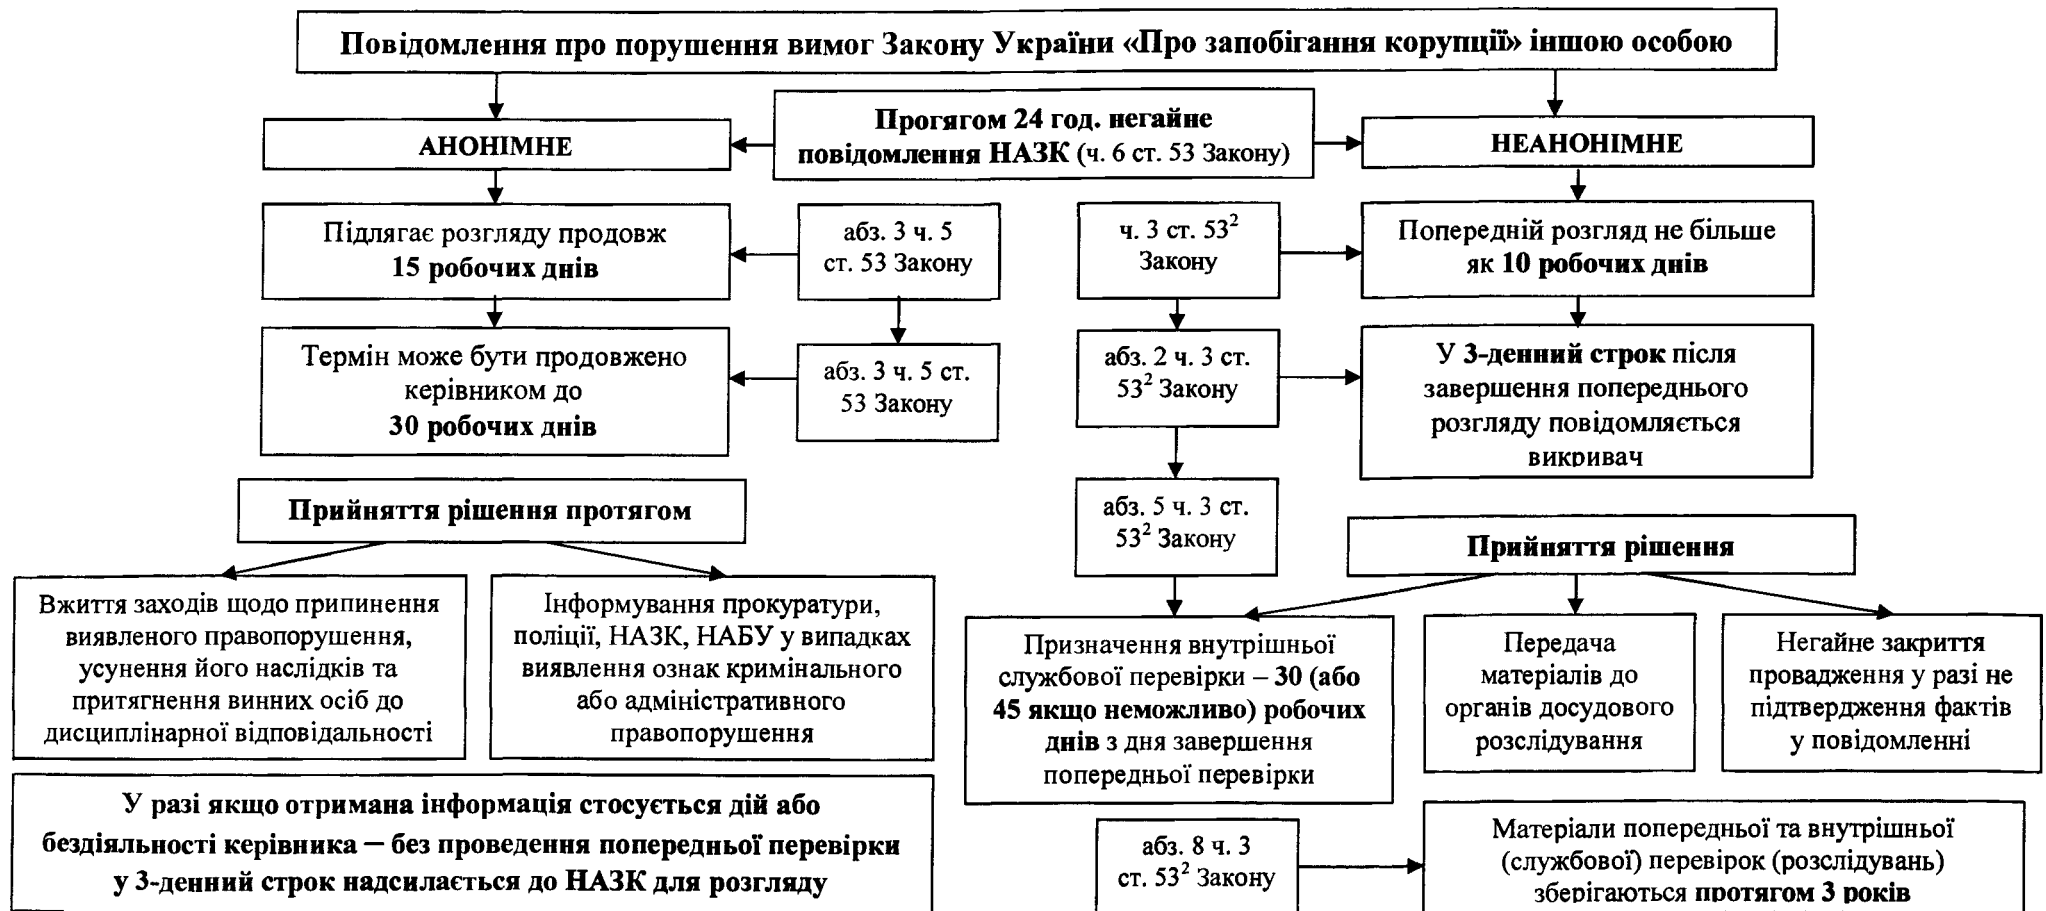 Повідомлення про порушення вимог Закону України «Про запобігання корупції» іншою особою
АНОНІМНЕ
Прогягом 24 год. негайне
повідомлення НАЗК (ч. 6 ст. 53 Закону)
НЕАНОНІМНЕ
Підлягає розгляду продовж
15 робочих днів
абз. 3 ч. 5
ст. 53 Закону
ч. 3 ст. 53²
Закону
Попередній розгляд не більше
як 10 робочих днів
Термін може бути продовжено
керівником до
30 робочих днів
абз. 3 ч. 5 ст.
53 Закону
абз. 2 ч. 3 ст.
53² Закону
У 3-денний строк після
завершення попереднього
розгляду повідомляється
викривач
Прийняття рішення протягом
абз. 5 ч. 3 ст.
53² Закону
Прийняття рішення
Вжиття заходів щодо припинення
виявленого правопорушення,
усунення його наслідків та
притягнення винних осіб до
дисциплінарної відповідальності
Інформування прокуратури,
поліції, НАЗК, НАБУ у випадках
виявлення ознак кримінального
або адміністративного
правопорушення
Призначення внутрішньої
службової перевірки – 30 (або
45 якщо неможливо) робочих
днів з дня завершення
попередньої перевірки
Передача
матеріалів до
органів досудового
розслідування
Негайне закриття
провадження у разі не
підтвердження фактів
у повідомленні
У разі якщо отримана інформація стосується дій або
бездіяльності керівника – без проведення попередньої перевірки
у 3-денний строк надсилається до НАЗК для розгляду
абз. 8 ч. 3
ст. 53² Закону
Матеріали попередньої та внутрішньої
(службової) перевірок (розслідувань)
зберігаються протягом 3 років